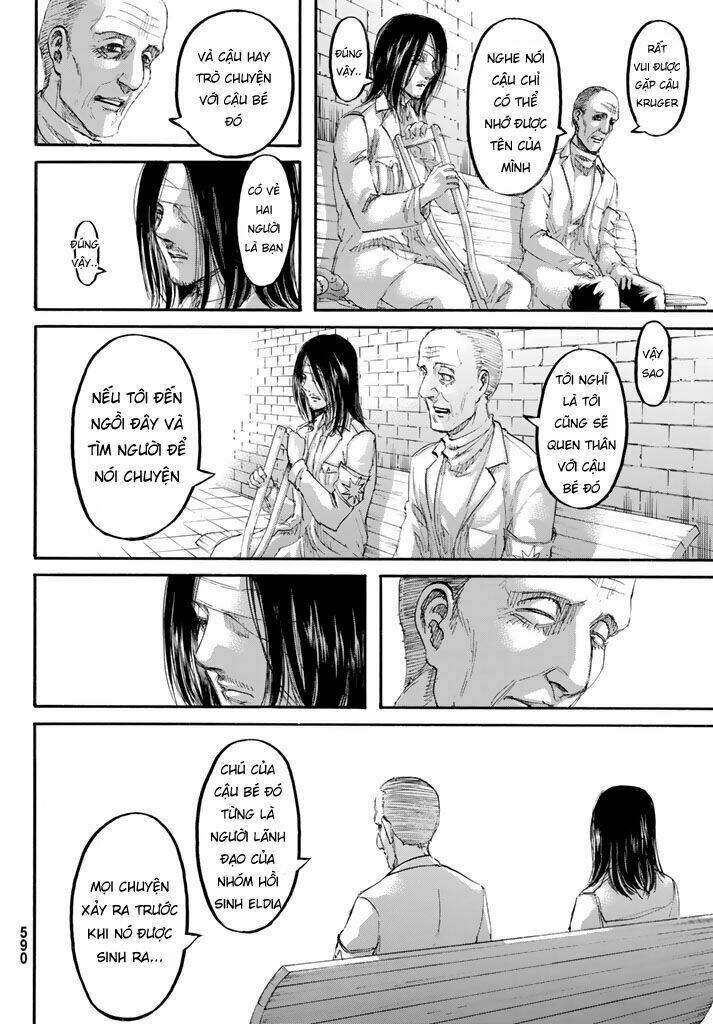 RẤT
VUI ĐƯỢC
GẶP CẬU
KRUGER
NGHE NÓI
CẬU CHỈ
CÓ THỂ
NHỚ ĐƯỢC
TÊN CỦA
MÌNH
ĐÚNG
VẬY..
VÀ CẬU HAY
TRÒ CHUYỆN
VỚI CẬU BÉ
ĐÓ
CÓ VẺ
HAI
NGƯỜI
LÀ BẠN
ĐÚNG
VẬY..
VẬY
SAO
TÔI NGHĨ
LÀ TÔI
CŨNG SẼ
QUEN THÂN
VỚI CẬU
BÉ ĐÓ
NẾU TÔI ĐẾN
NGỒI ĐÂY VÀ
TÌM NGƯỜI ĐỂ
NÓI CHUYỆN
CHÚ CỦA
CẬU BÉ ĐÓ
TỪNG LÀ
NGƯỜI LÃNH
ĐẠO CỦA
NHÓM HỒI
SINH ELDIA
MỌI CHUYỆN
XẢY RA TRƯỚC
KHI NÓ ĐƯỢC
SINH RA...
590